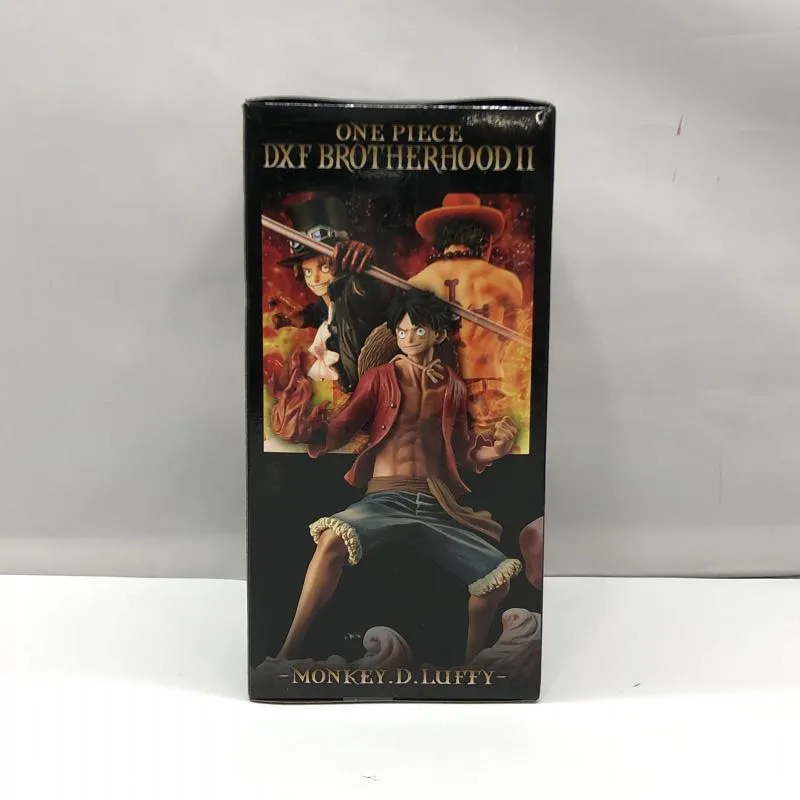 ONE PIECE
DXF BROTHERHOOD II
-MONKEY.D.LUFFY-